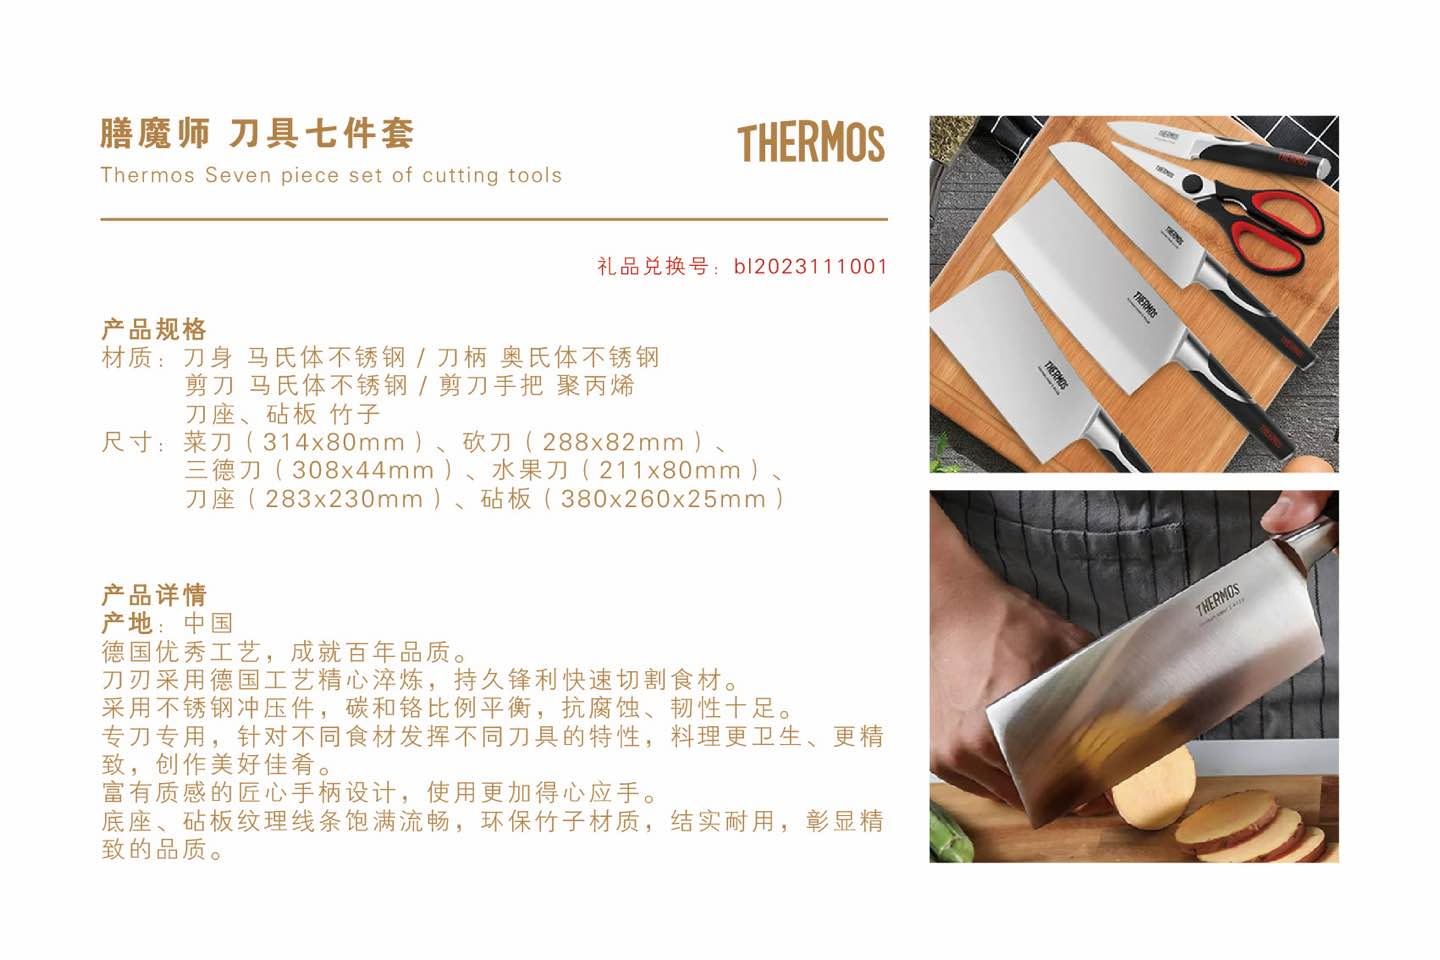 膳魔师 刀具七件套
Thermos Seven piece set of cutting tools
THERMOS
礼品兑换号：bl2023111001
产品规格
材质：刀身 马氏体不锈钢 / 刀柄 奥氏体不锈钢
剪刀 马氏体不锈钢 / 剪刀手把 聚丙烯
刀座、砧板 竹子
尺寸：菜刀（314x80mm）、砍刀（288x82mm）、
三德刀（308x44mm）、水果刀（211x80mm）、
刀座（283x230mm）、砧板（380x260x25mm）
产品详情
产地：中国
德国优秀工艺，成就百年品质。
刀刃采用德国工艺精心淬炼，持久锋利快速切割食材。
采用不锈钢冲压件，碳和铬比例平衡，抗腐蚀、韧性十足。
专刀专用，针对不同食材发挥不同刀具的特性，料理更卫生、更精
致，创作美好佳肴。
富有质感的匠心手柄设计，使用更加得心应手。
底座、砧板纹理线条饱满流畅，环保竹子材质，结实耐用，彰显精
致的品质。
THERMOS
THERMOS
THERMOS
THERMOS
THERMOS
THERMOS